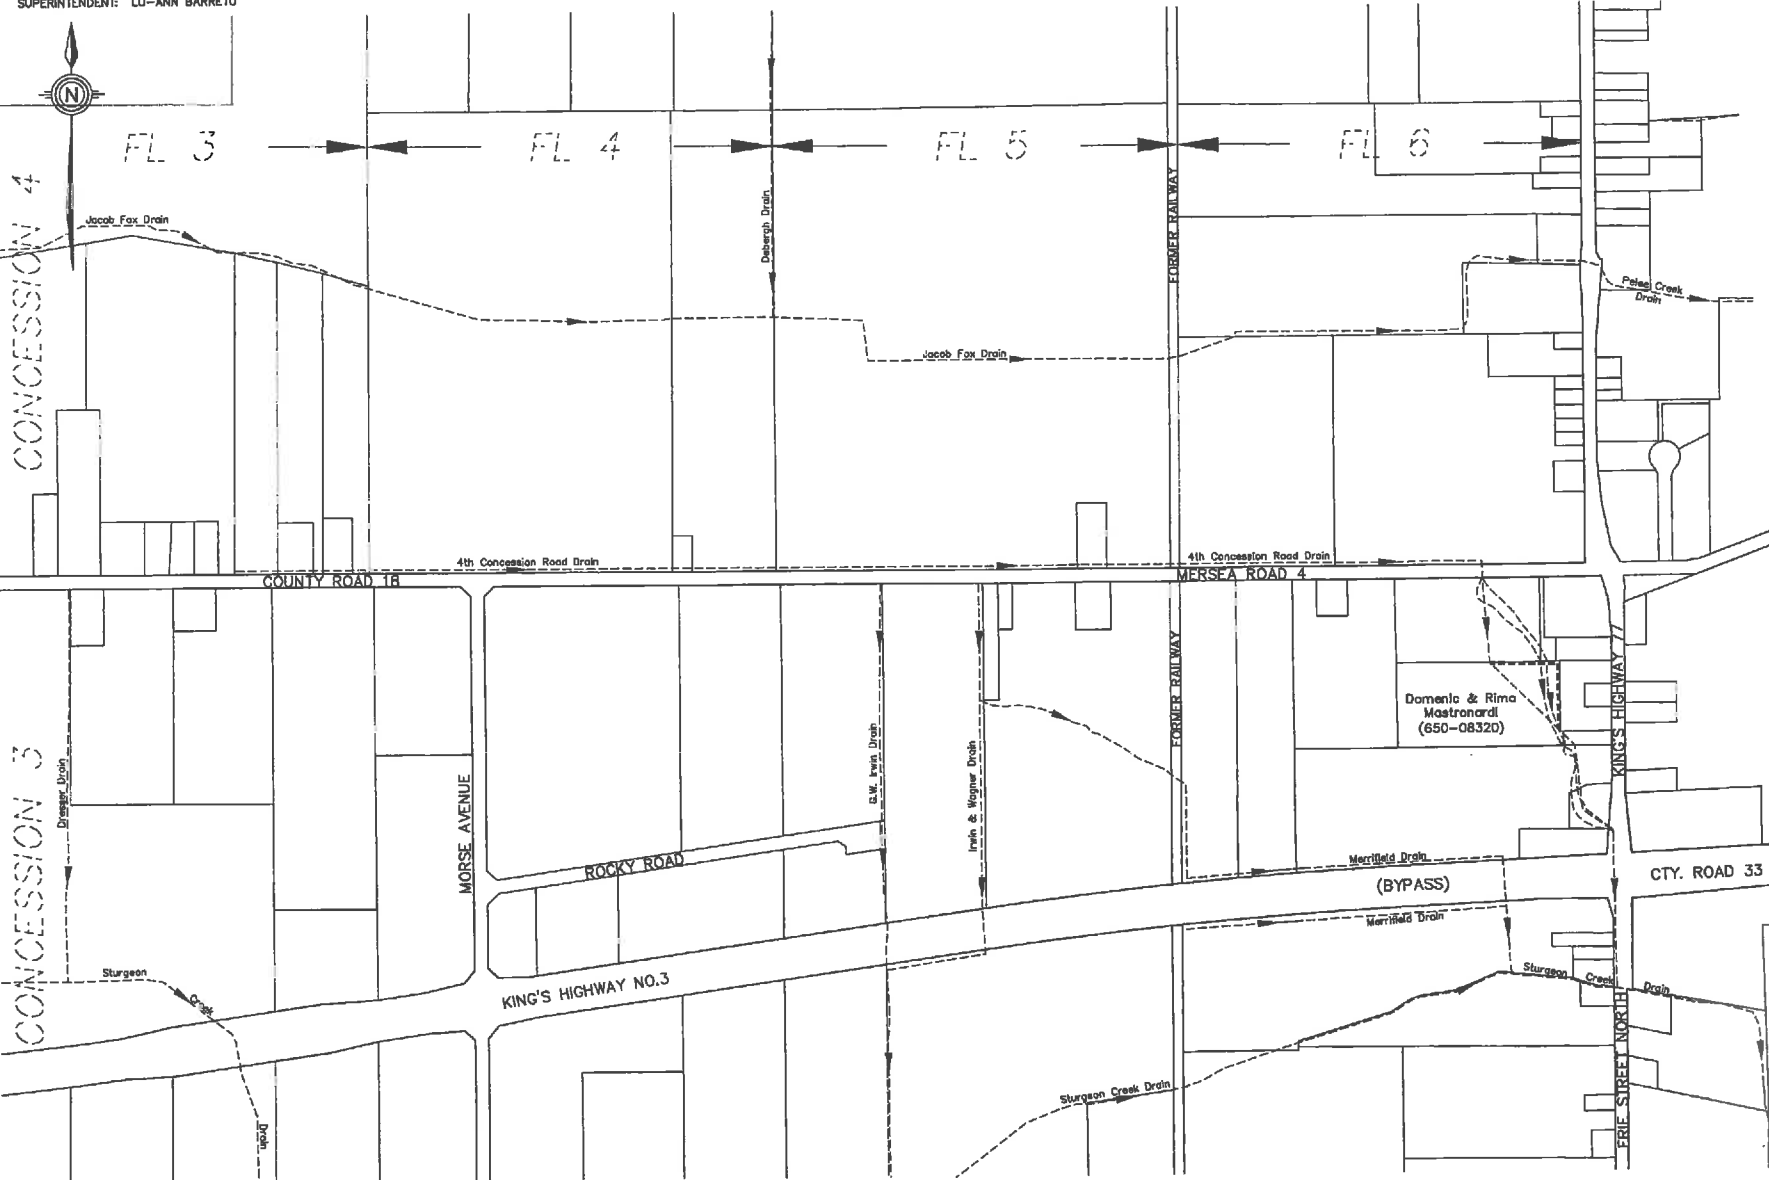 SUPERINTENDENT: LU-ANN BARRETO
N
FL 3
FL 4
FL 5
FL 6
CONCESSION 4
Jacob Fox Drain
Debergh Drain
FORMER RAILWAY
Pelee Creek
Drain
Jacob Fox Drain
4th Concession Road Drain
4th Concession Road Drain
COUNTY ROAD 18
MERSEA ROAD 4
CONCESSION 3
Dresser Drain
MORSE AVENUE
ROCKY ROAD
G.W. Irwin Drain
Irwin & Wagner Drain
FORMER RAILWAY
Domenic & Rima
Mastronardi
(650-08320)
KING'S HIGHWAY
Merrifield Drain
(BYPASS)
CTY. ROAD 33
Merrifield Drain
Sturgeon
Creek
Drain
KING'S HIGHWAY NO.3
Sturgeon Creek Drain
Sturgeon Creek Drain
ERIE STREET NORTH